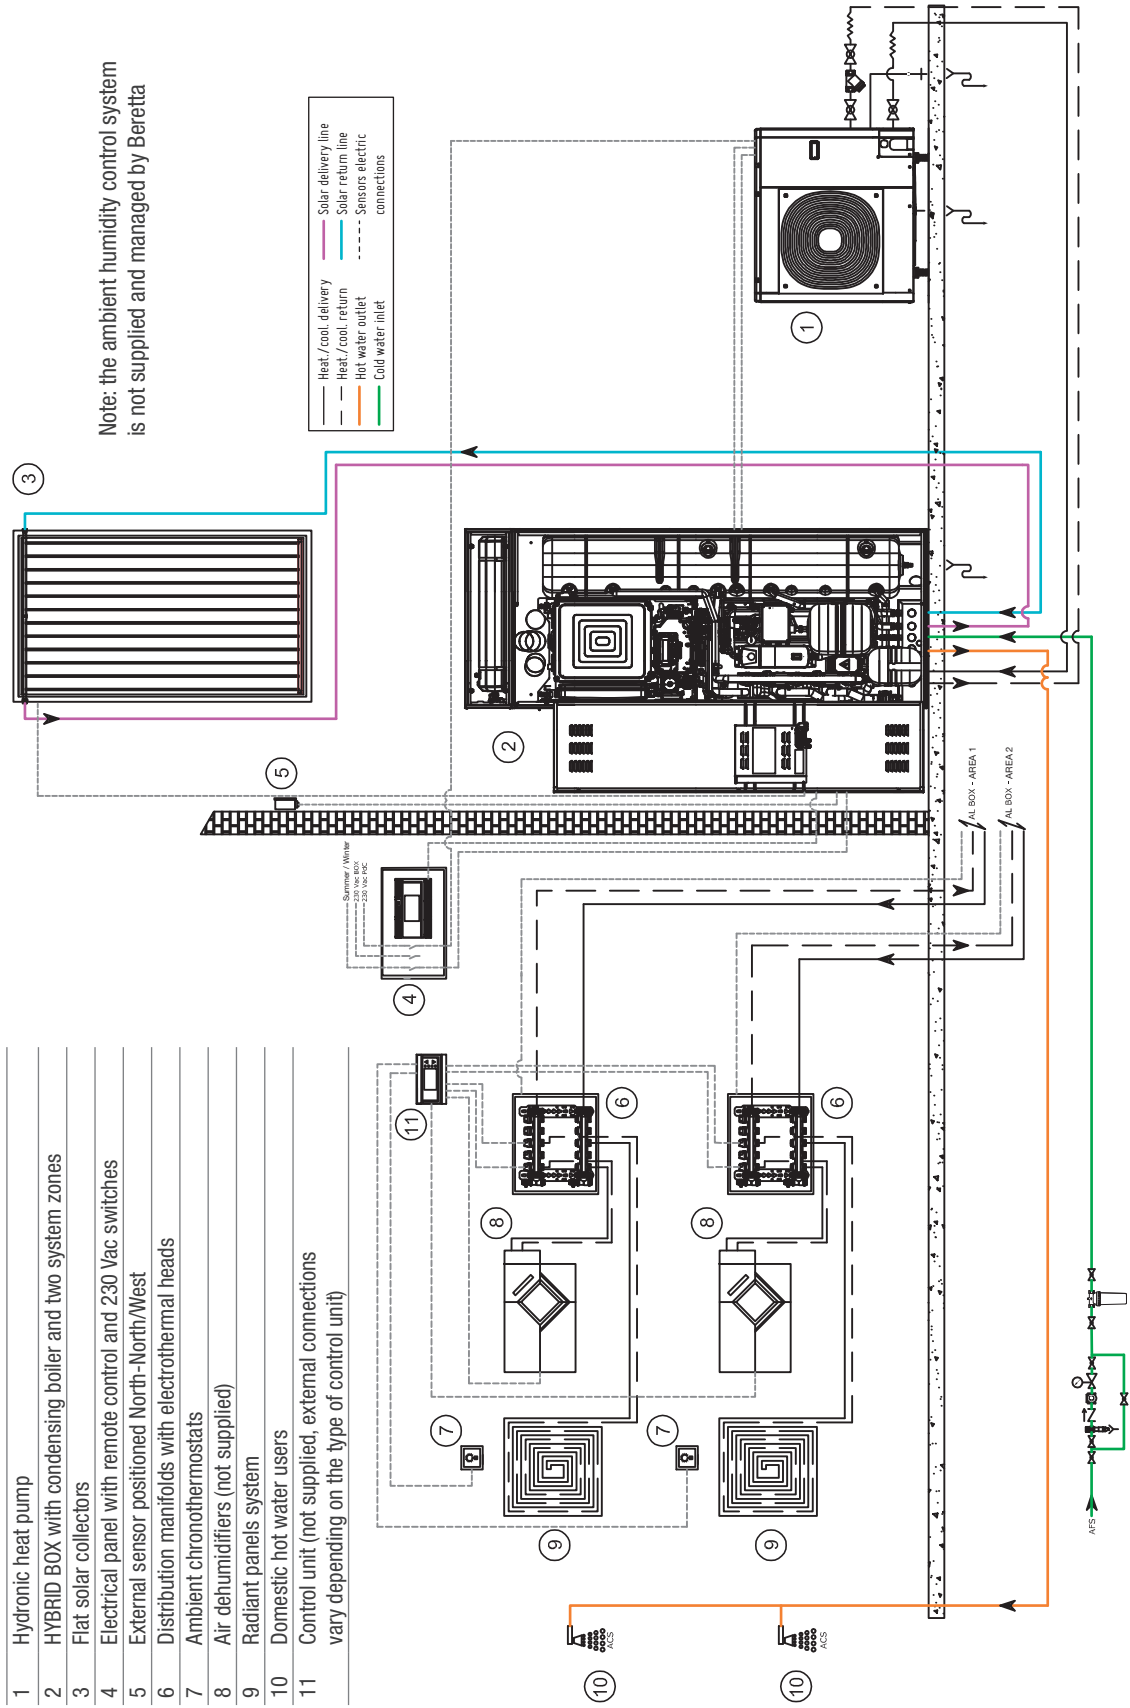 1 Hydronic heat pump
2 HYBRID BOX with condensing boiler and two system zones
3 Flat solar collectors
4 Electrical panel with remote control and 230 Vac switches
5 External sensor positioned North-North/West
6 Distribution manifolds with electrothermal heads
7 Ambient chronothermostats
8 Air dehumidifiers (not supplied)
9 Radiant panels system
10 Domestic hot water users
11 Control unit (not supplied, external connections
vary depending on the type of control unit)
Note: the ambient humidity control system
is not supplied and managed by Beretta
Heat./cool. delivery
Heat./cool. return
Hot water outlet
Cold water inlet
Solar delivery line
Solar return line
Sensors electric
connections
3
5
2
1
4
Summer / Winter
230 Vac BOX
230 Vac PdC
11
6
6
8
8
7
7
9
9
10
10
ACS
ACS
AL BOX - AREA 1
AL BOX - AREA 2
AFS